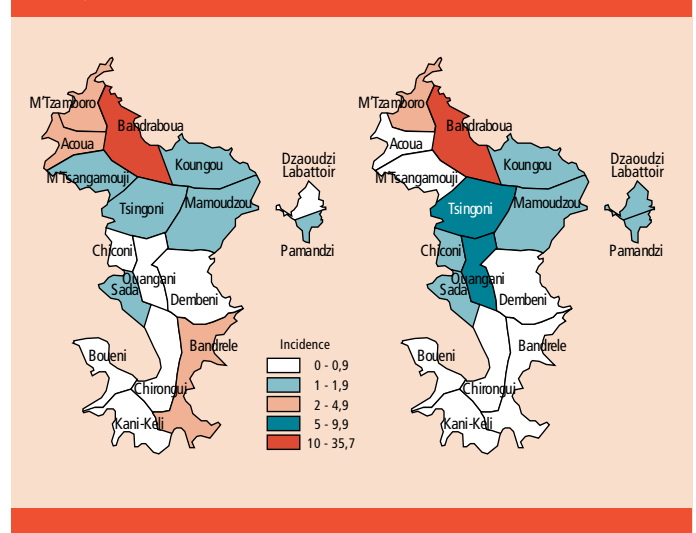 M'Tzamboro
Bandraboua
Acoua
Koungou
M'Tsangamouji
Dzaoudzi
Labattoir
Tsingoni
Mamoudzou
Chiconi
Pamandzi
Ouangani
Sada
Dembeni
Bandrele
Boueni
Chirongui
Kani-Keli
Incidence
0 - 0,9
1 - 1,9
2 - 4,9
5 - 9,9
10 - 35,7
M'Tzamboro
Bandraboua
Acoua
Koungou
M'Tsangamouji
Dzaoudzi
Labattoir
Tsingoni
Mamoudzou
Chiconi
Pamandzi
Ouangani
Sada
Dembeni
Bandrele
Boueni
Chirongui
Kani-Keli